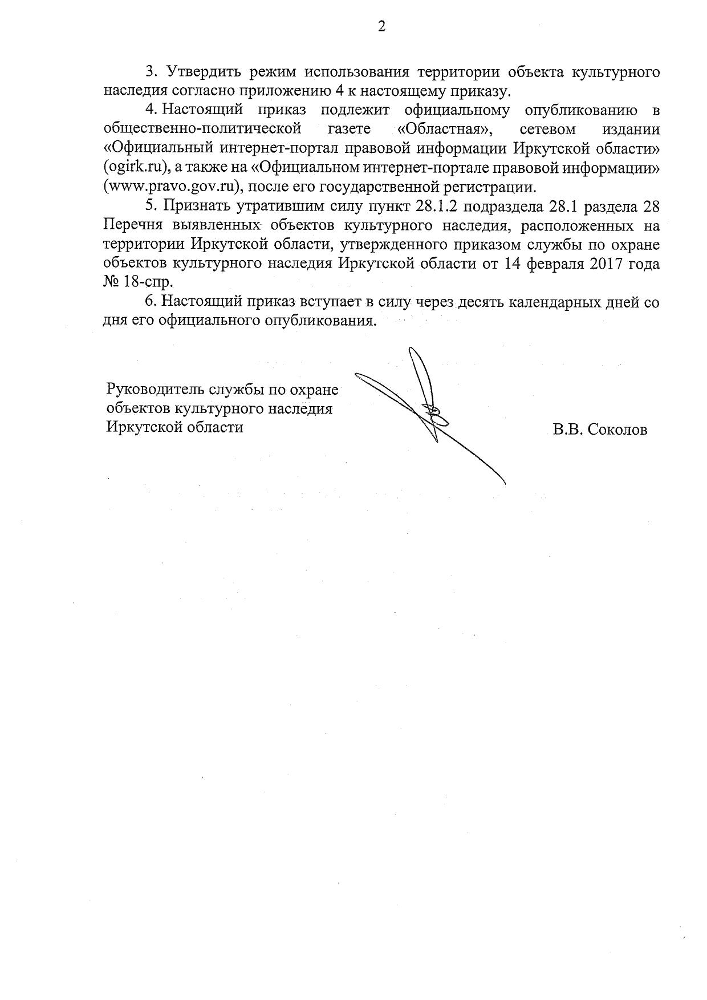 2
3. Утвердить режим использования территории объекта культурного
наследия согласно приложению 4 к настоящему приказу.
4. Настоящий приказ подлежит официальному опубликованию в
общественно-политической газете «Областная», сетевом издании
«Официальный интернет-портал правовой информации Иркутской области»
(ogirk.ru), а также на «Официальном интернет-портале правовой информации»
(www.pravo.gov.ru), после его государственной регистрации.
5. Признать утратившим силу пункт 28.1.2 подраздела 28.1 раздела 28
Перечня выявленных объектов культурного наследия, расположенных на
территории Иркутской области, утвержденного приказом службы по охране
объектов культурного наследия Иркутской области от 14 февраля 2017 года
№ 18-спр.
6. Настоящий приказ вступает в силу через десять календарных дней со
дня его официального опубликования.
Руководитель службы по охране
объектов культурного наследия
Иркутской области
В.В. Соколов